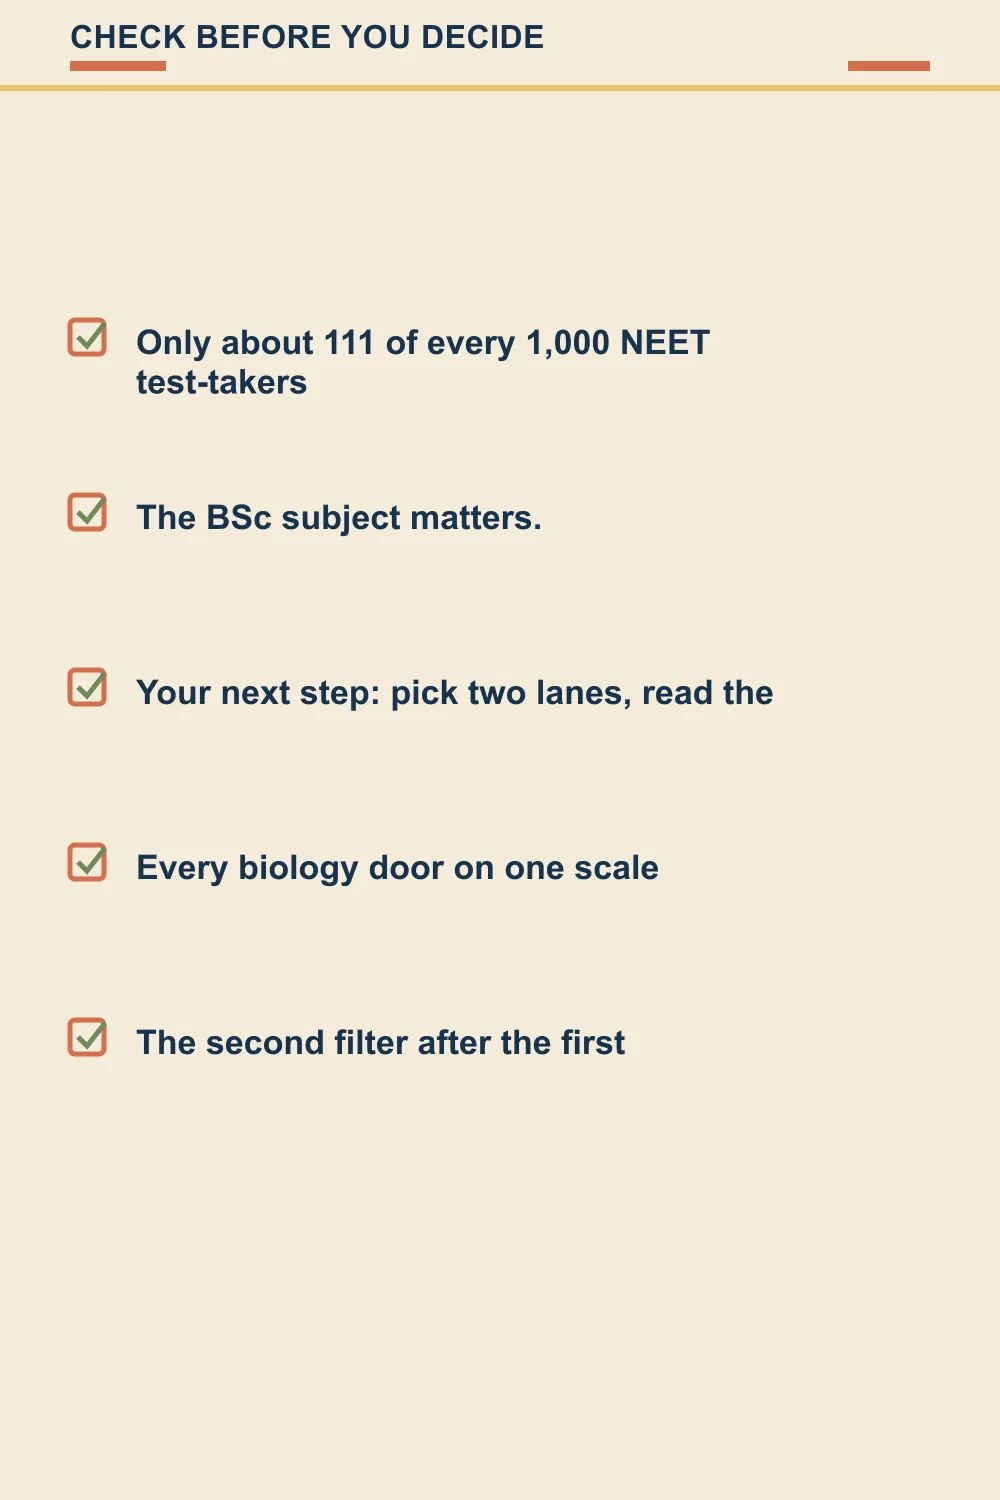 CHECK BEFORE YOU DECIDE
Only about 111 of every 1,000 NEET
test-takers
The BSc subject matters.
Your next step: pick two lanes, read the
Every biology door on one scale
The second filter after the first